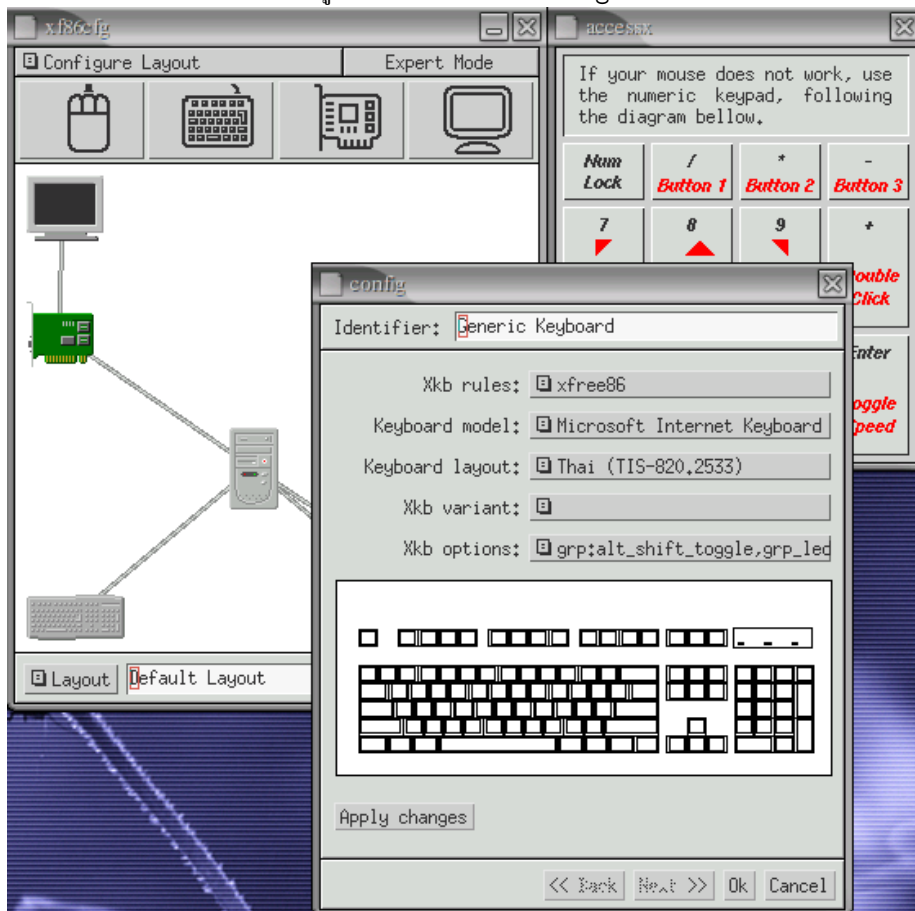 xf86cfg
accessx
Configure Layout
Expert Mode
If your mouse does not work, use
the numeric keypad, following
the diagram bellow.
Num
Lock
/
Button 1
*
Button 2
-
Button 3
7
8
9
+
Click
config
Identifier: Generic Keyboard
Enter
Xkb rules: xfree86
Keyboard model: Microsoft Internet Keyboard
Keyboard layout: Thai (TIS-820.2533)
Xkb variant:
Xkb options: grp:alt_shift_toggle,grp_led
Layout
Default Layout
Apply changes
<< Back
Next >>
Ok
Cancel